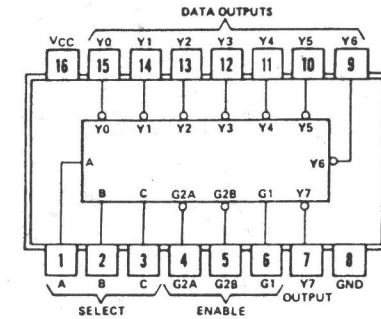 DATA OUTPUTS
VCC Y0 Y1 Y2 Y3 Y4 Y5 Y6
16 15 14 13 12 11 10 9
Y0 Y1 Y2 Y3 Y4 Y5
A Y6
B C G2A G2B G1 Y7
1 2 3 4 5 6 7 8
A B C G2A G2B G1 Y7 GND
OUTPUT
SELECT ENABLE